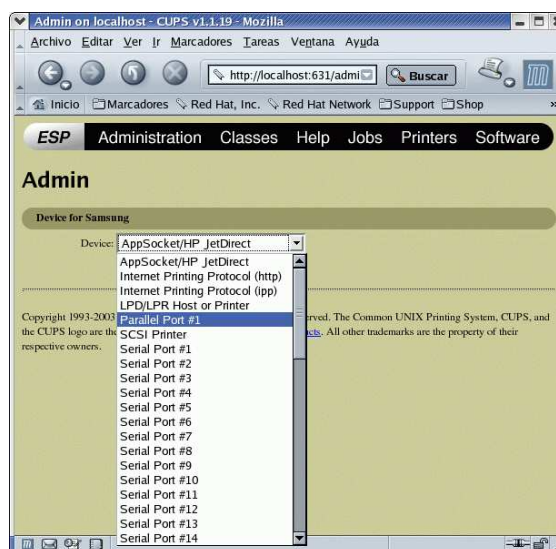 Admin on localhost - CUPS v1.1.19 - Mozilla
Archivo Editar Ver Ir Marcadores Tareas Ventana Ayuda
http://localhost:631/admi Buscar
Inicio Marcadores Red Hat, Inc. Red Hat Network Support Shop
ESP Administration Classes Help Jobs Printers Software
Admin
Device for Samsung
Device: AppSocket/HP JetDirect
AppSocket/HP JetDirect
Internet Printing Protocol (http)
Internet Printing Protocol (ipp)
LPD/LPR Host or Printer
Parallel Port #1
SCSI Printer
Serial Port #1
Serial Port #2
Serial Port #3
Serial Port #4
Serial Port #5
Serial Port #6
Serial Port #7
Serial Port #8
Serial Port #9
Serial Port #10
Serial Port #11
Serial Port #12
Serial Port #13
Serial Port #14
Copyright 1993-2003 The Common UNIX Printing System, CUPS, and
the CUPS logo are the All other trademarks are the property of their
respective owners.